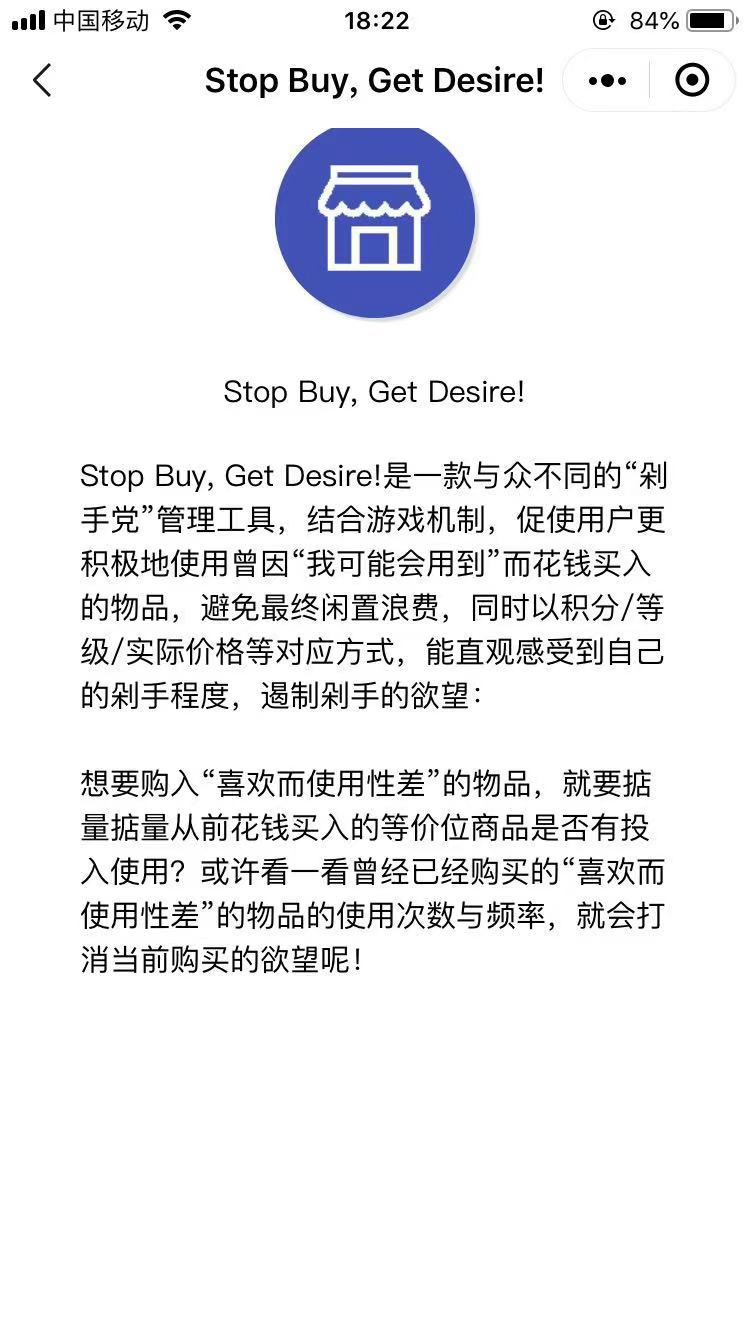 中国移动 18:22 84%
Stop Buy, Get Desire!
Stop Buy, Get Desire!
Stop Buy, Get Desire!是一款与众不同的“剁
手党”管理工具，结合游戏机制，促使用户更
积极地使用曾因“我可能会用到”而花钱买入
的物品，避免最终闲置浪费，同时以积分/等
级/实际价格等对应方式，能直观感受到自己
的剁手程度，遏制剁手的欲望：
想要购入“喜欢而使用性差”的物品，就要掂
量掂量从前花钱买入的等价位商品是否有投
入使用？或许看一看曾经已经购买的“喜欢而
使用性差”的物品的使用次数与频率，就会打
消当前购买的欲望呢！